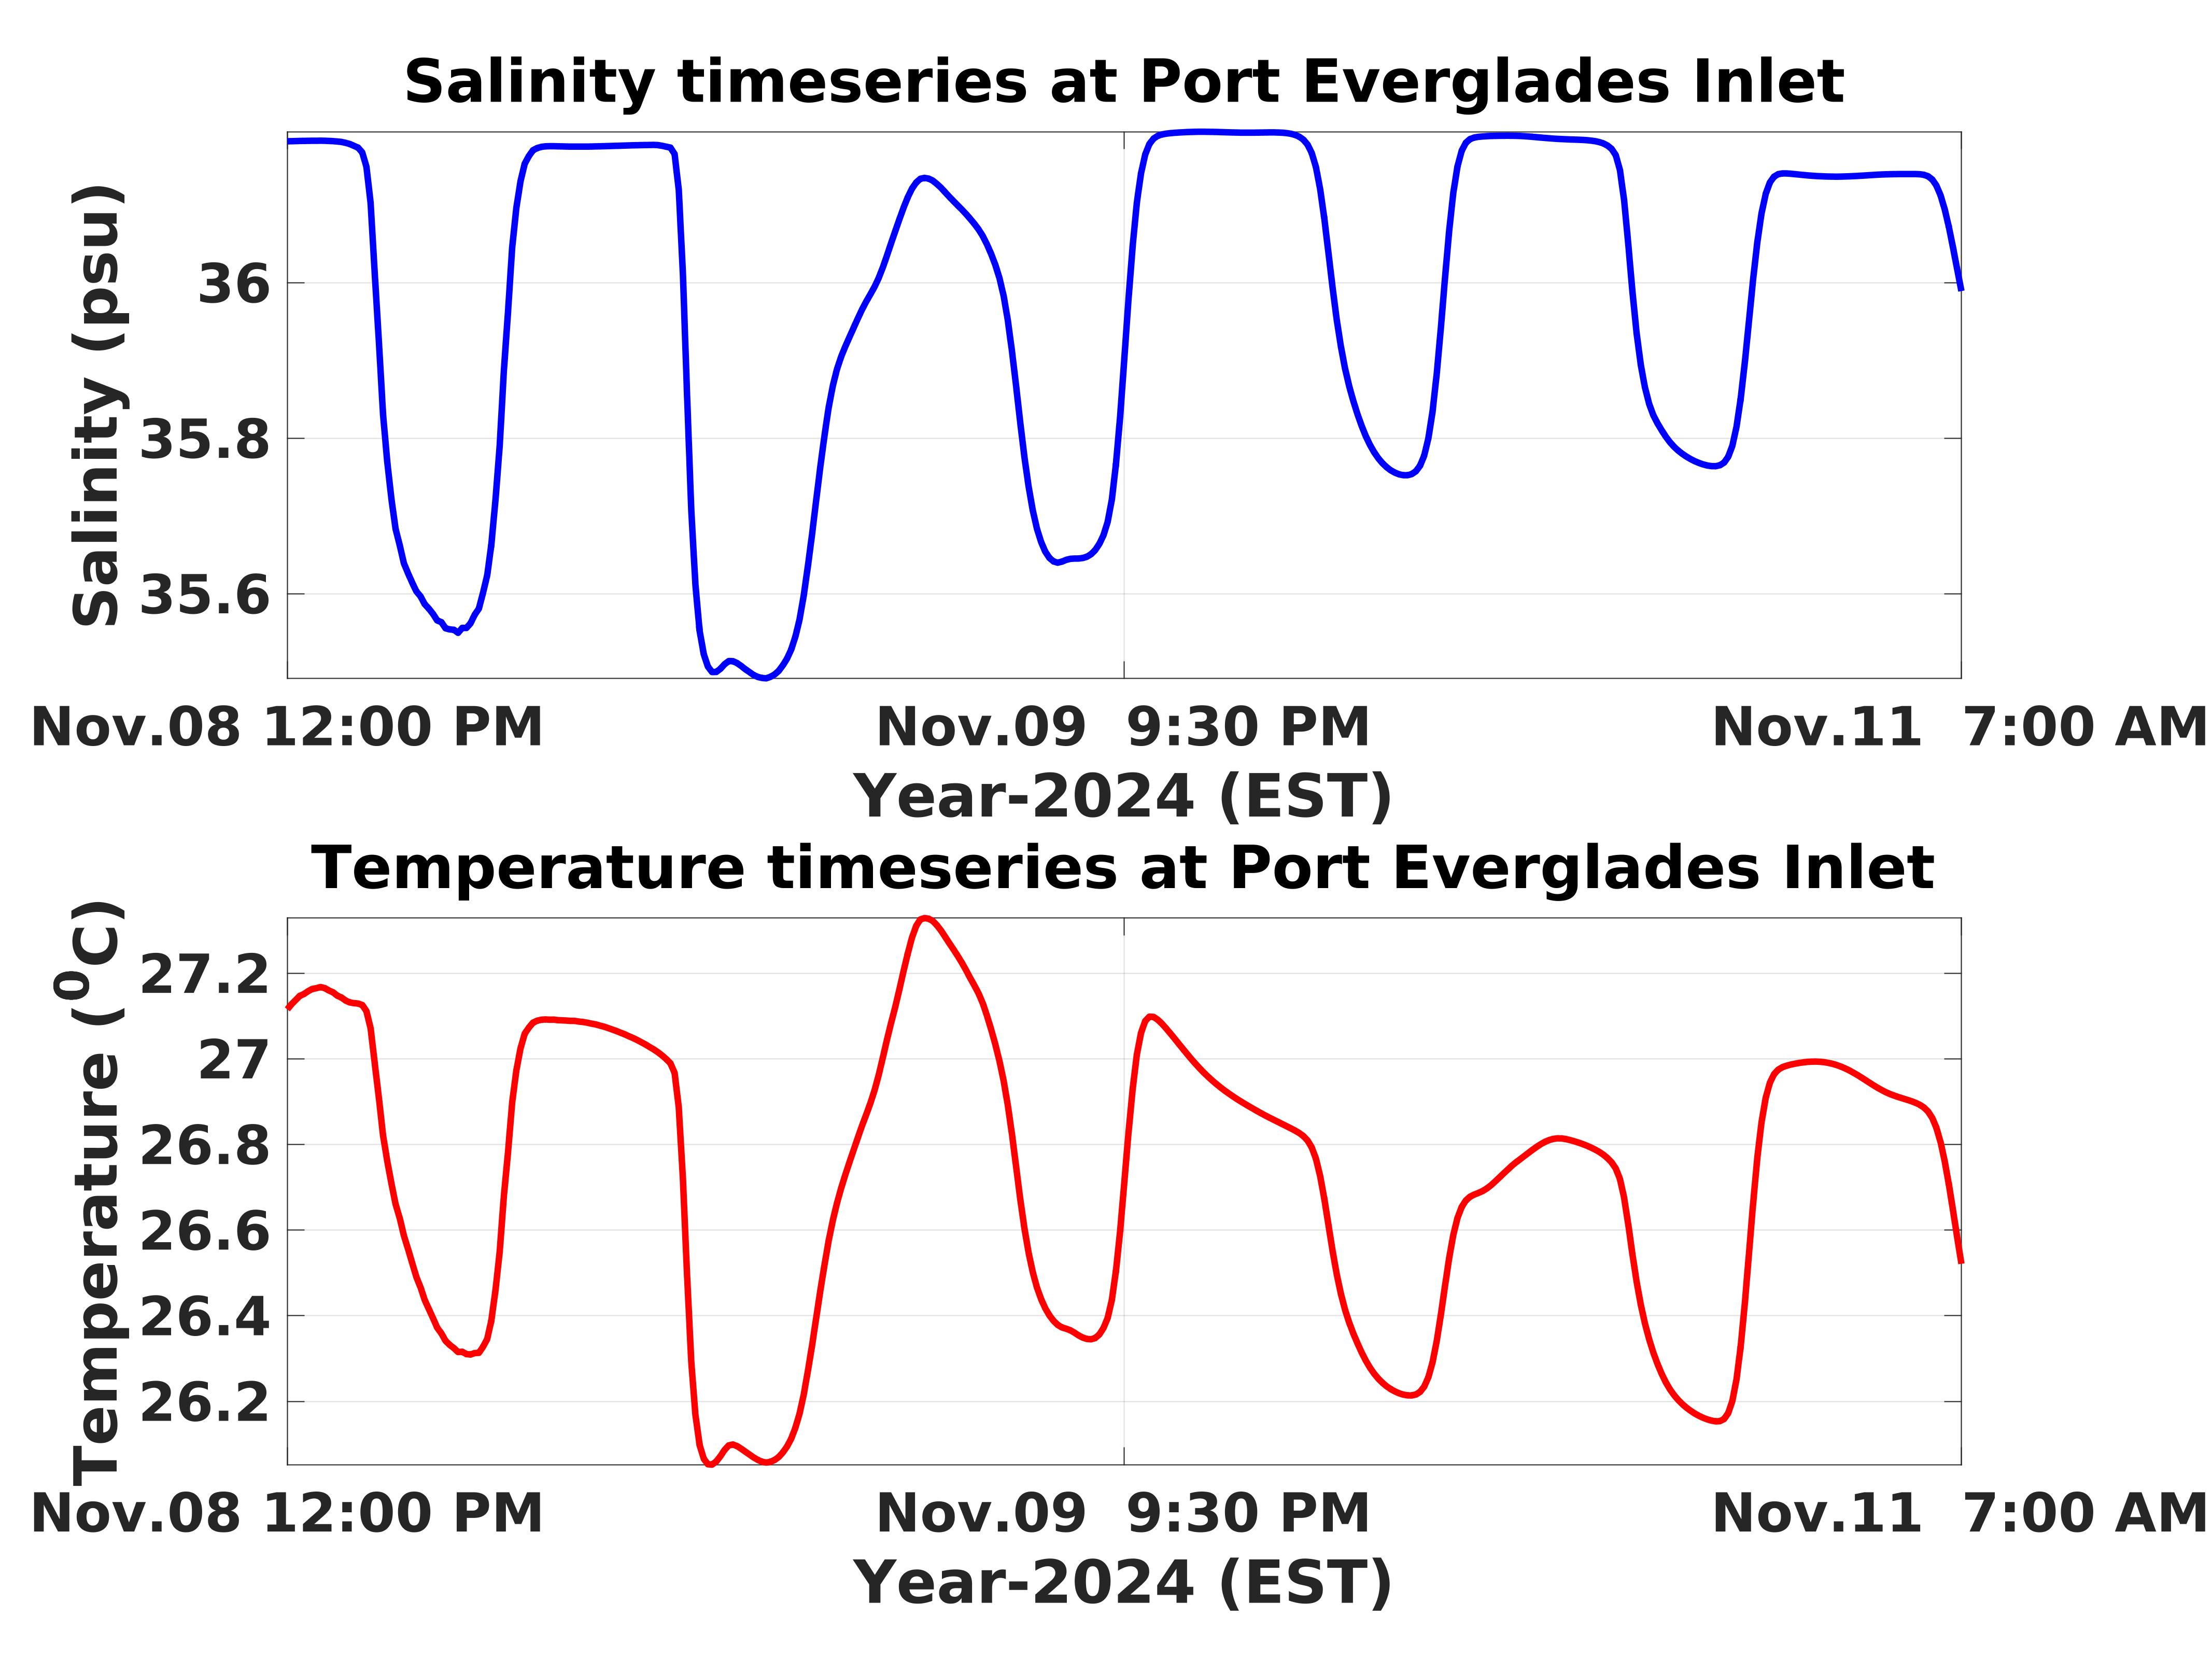 Salinity timeseries at Port Everglades Inlet
Salinity (psu)
36
35.8
35.6
Nov.08 12:00 PM
Nov.09  9:30 PM
Nov.11  7:00 AM
Year-2024 (EST)
Temperature timeseries at Port Everglades Inlet
Temperature (⁰C)
27.2
27
26.8
26.6
26.4
26.2
Nov.08 12:00 PM
Nov.09  9:30 PM
Nov.11  7:00 AM
Year-2024 (EST)